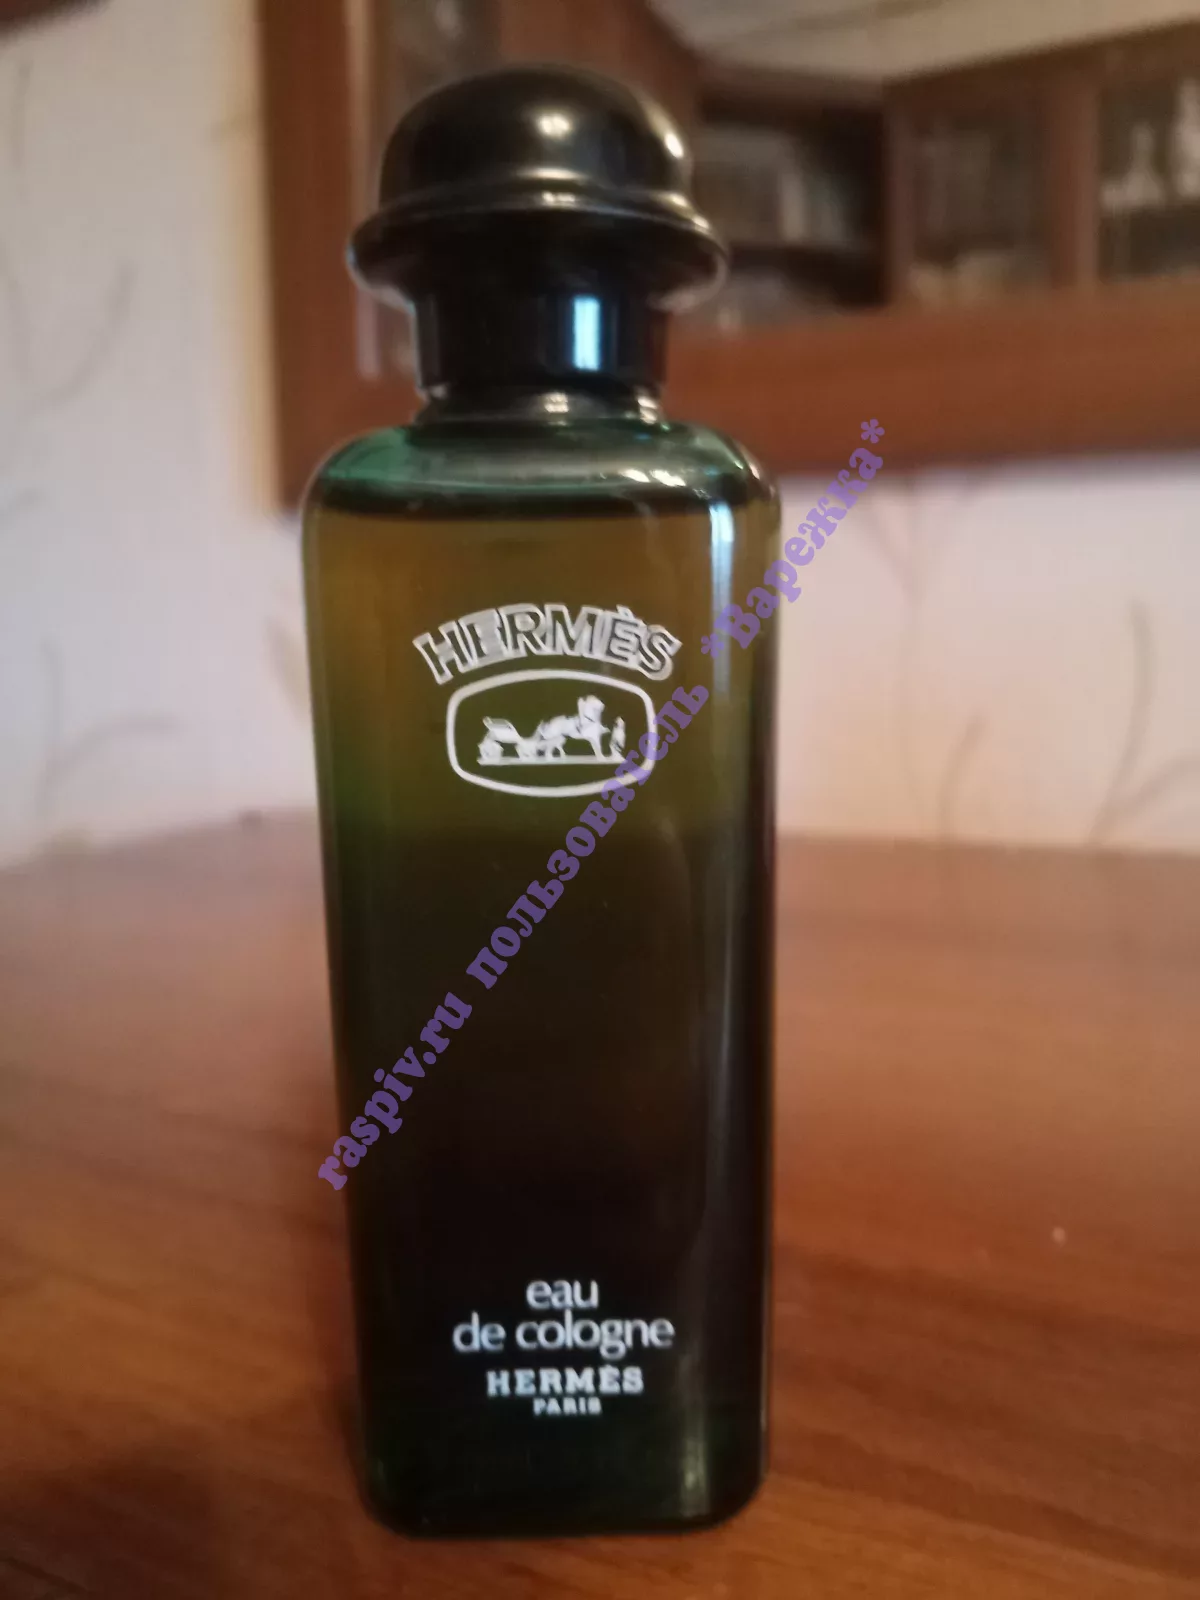 HERMÈS
raspiv.ru пользователь *Варежка*
eau
de cologne
HERMÈS
PARIS